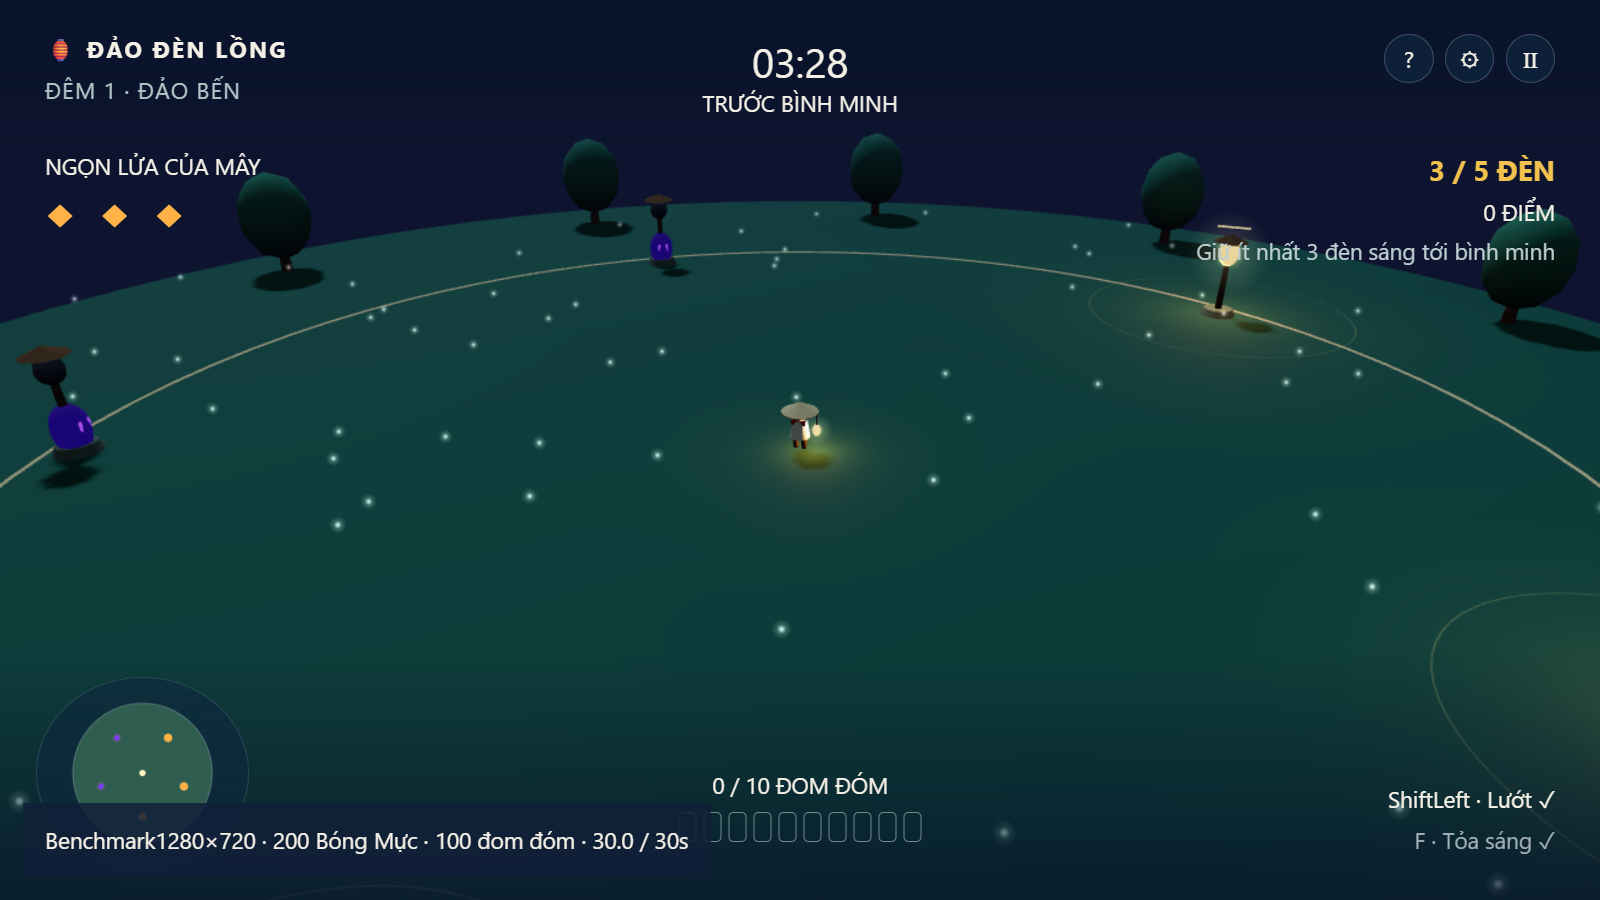 ĐẢO ĐÈN LỒNG
ĐÊM 1 · ĐẢO BẾN
03:28
TRƯỚC BÌNH MINH
?
II
NGỌN LỬA CỦA MÂY
3 / 5 ĐÈN
0 ĐIỂM
Giữ ít nhất 3 đèn sáng tới bình minh
0 / 10 ĐOM ĐÓM
Benchmark1280×720 · 200 Bóng Mực · 100 đom đóm · 30.0 / 30s
ShiftLeft · Lướt ✓
F · Tỏa sáng ✓